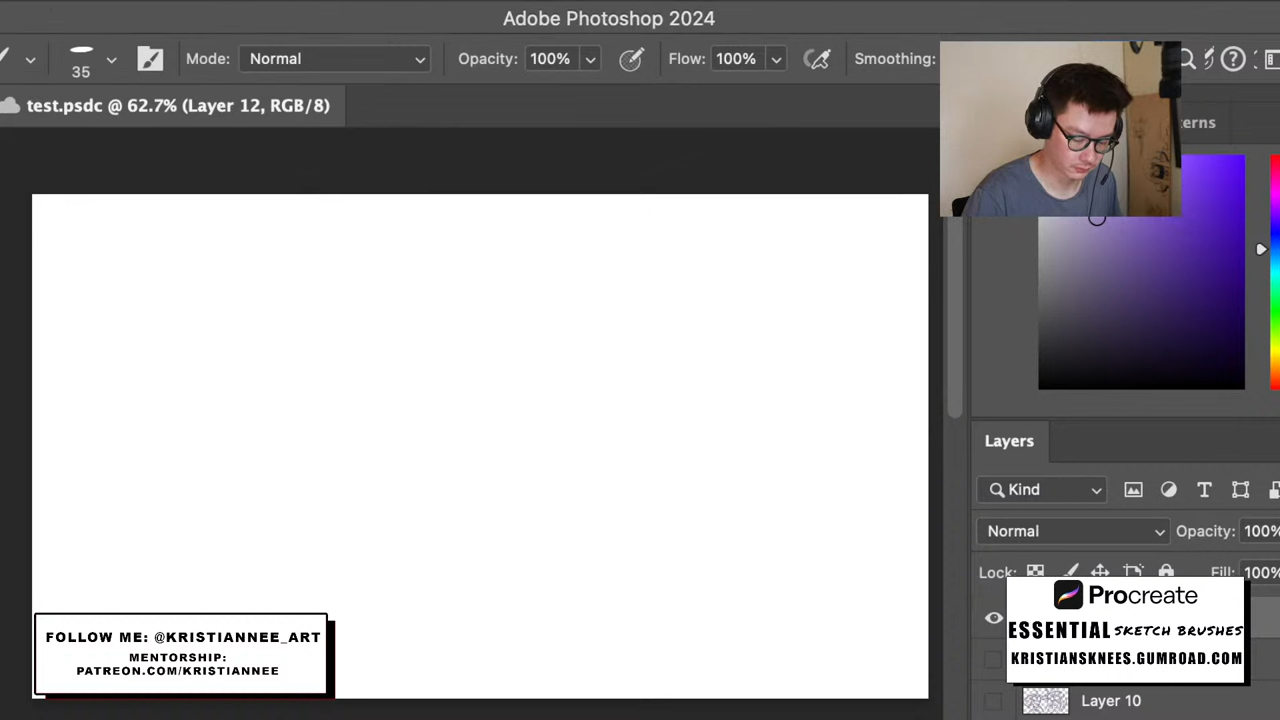 Adobe Photoshop 2024
35
Mode: Normal
Opacity: 100%
Flow: 100%
Smoothing:
test.psdc @ 62.7% (Layer 12, RGB/8)
Layers
Kind
Normal
Opacity: 100%
Lock:
Fill: 100%
Procreate
ESSENTIAL SKETCH BRUSHES
KRISTIANSKNEES.GUMROAD.COM
Layer 10
FOLLOW ME: @KRISTIANNEE_ART
MENTORSHIP:
PATREON.COM/KRISTIANNEE